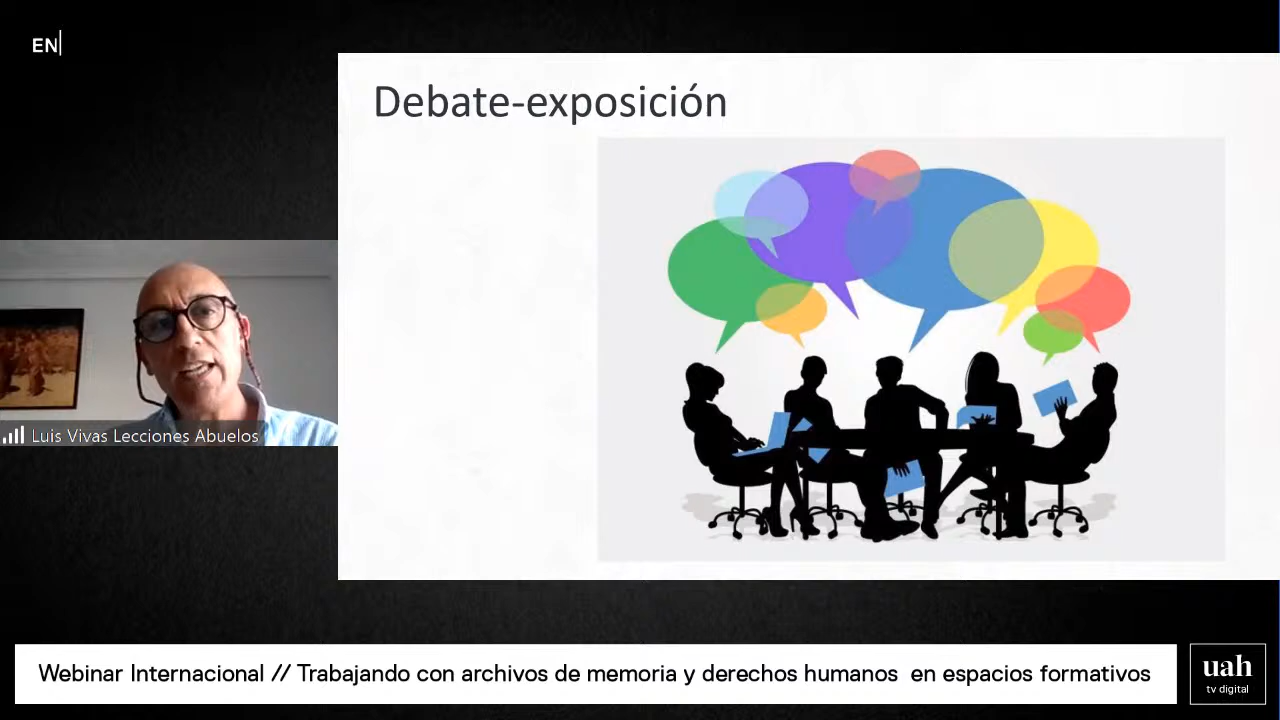 EN
Debate-exposición
Luis Vivas Lecciones Abuelos
Webinar Internacional // Trabajando con archivos de memoria y derechos humanos en espacios formativos
uah
tv digital